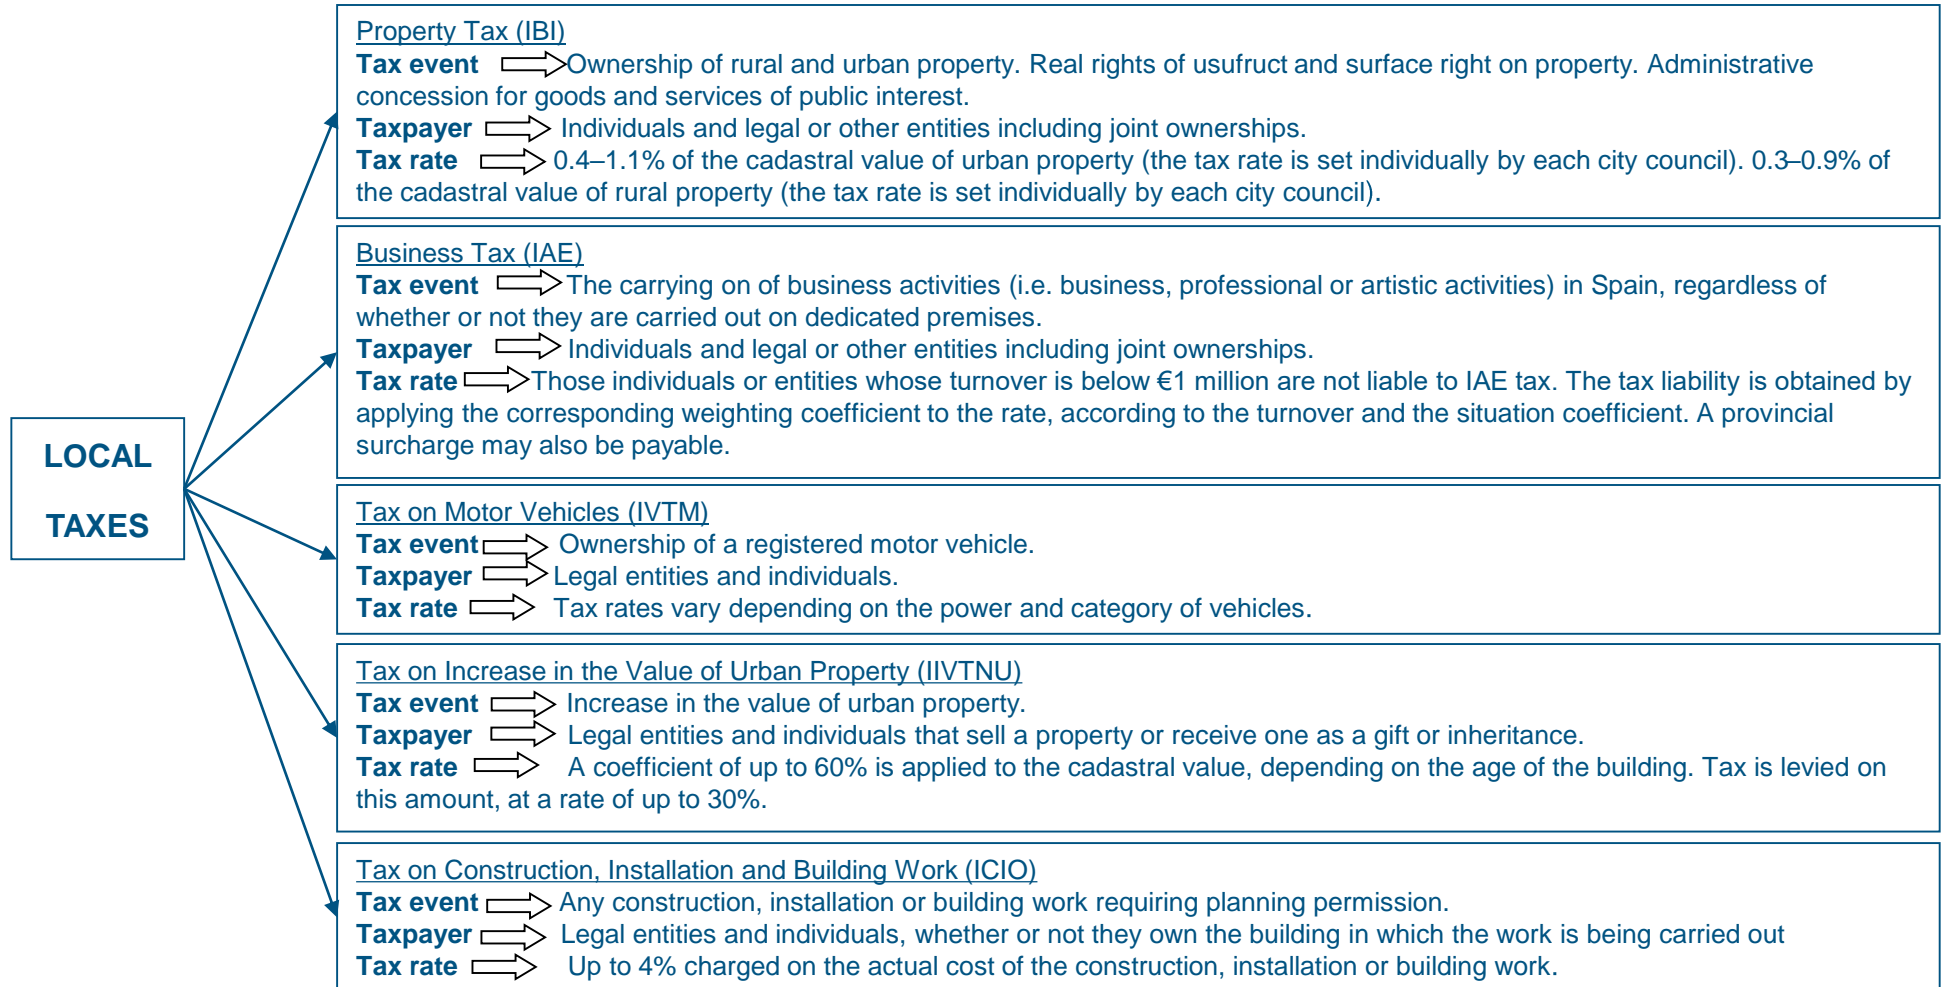 LOCAL
TAXES
Property Tax (IBI)
Tax event Ownership of rural and urban property. Real rights of usufruct and surface right on property. Administrative
concession for goods and services of public interest.
Taxpayer Individuals and legal or other entities including joint ownerships.
Tax rate 0.4–1.1% of the cadastral value of urban property (the tax rate is set individually by each city council). 0.3–0.9% of
the cadastral value of rural property (the tax rate is set individually by each city council).
Business Tax (IAE)
Tax event The carrying on of business activities (i.e. business, professional or artistic activities) in Spain, regardless of
whether or not they are carried out on dedicated premises.
Taxpayer Individuals and legal or other entities including joint ownerships.
Tax rate Those individuals or entities whose turnover is below €1 million are not liable to IAE tax. The tax liability is obtained by
applying the corresponding weighting coefficient to the rate, according to the turnover and the situation coefficient. A provincial
surcharge may also be payable.
Tax on Motor Vehicles (IVTM)
Tax event Ownership of a registered motor vehicle.
Taxpayer Legal entities and individuals.
Tax rate Tax rates vary depending on the power and category of vehicles.
Tax on Increase in the Value of Urban Property (IIVTNU)
Tax event Increase in the value of urban property.
Taxpayer Legal entities and individuals that sell a property or receive one as a gift or inheritance.
Tax rate A coefficient of up to 60% is applied to the cadastral value, depending on the age of the building. Tax is levied on
this amount, at a rate of up to 30%.
Tax on Construction, Installation and Building Work (ICIO)
Tax event Any construction, installation or building work requiring planning permission.
Taxpayer Legal entities and individuals, whether or not they own the building in which the work is being carried out
Tax rate Up to 4% charged on the actual cost of the construction, installation or building work.